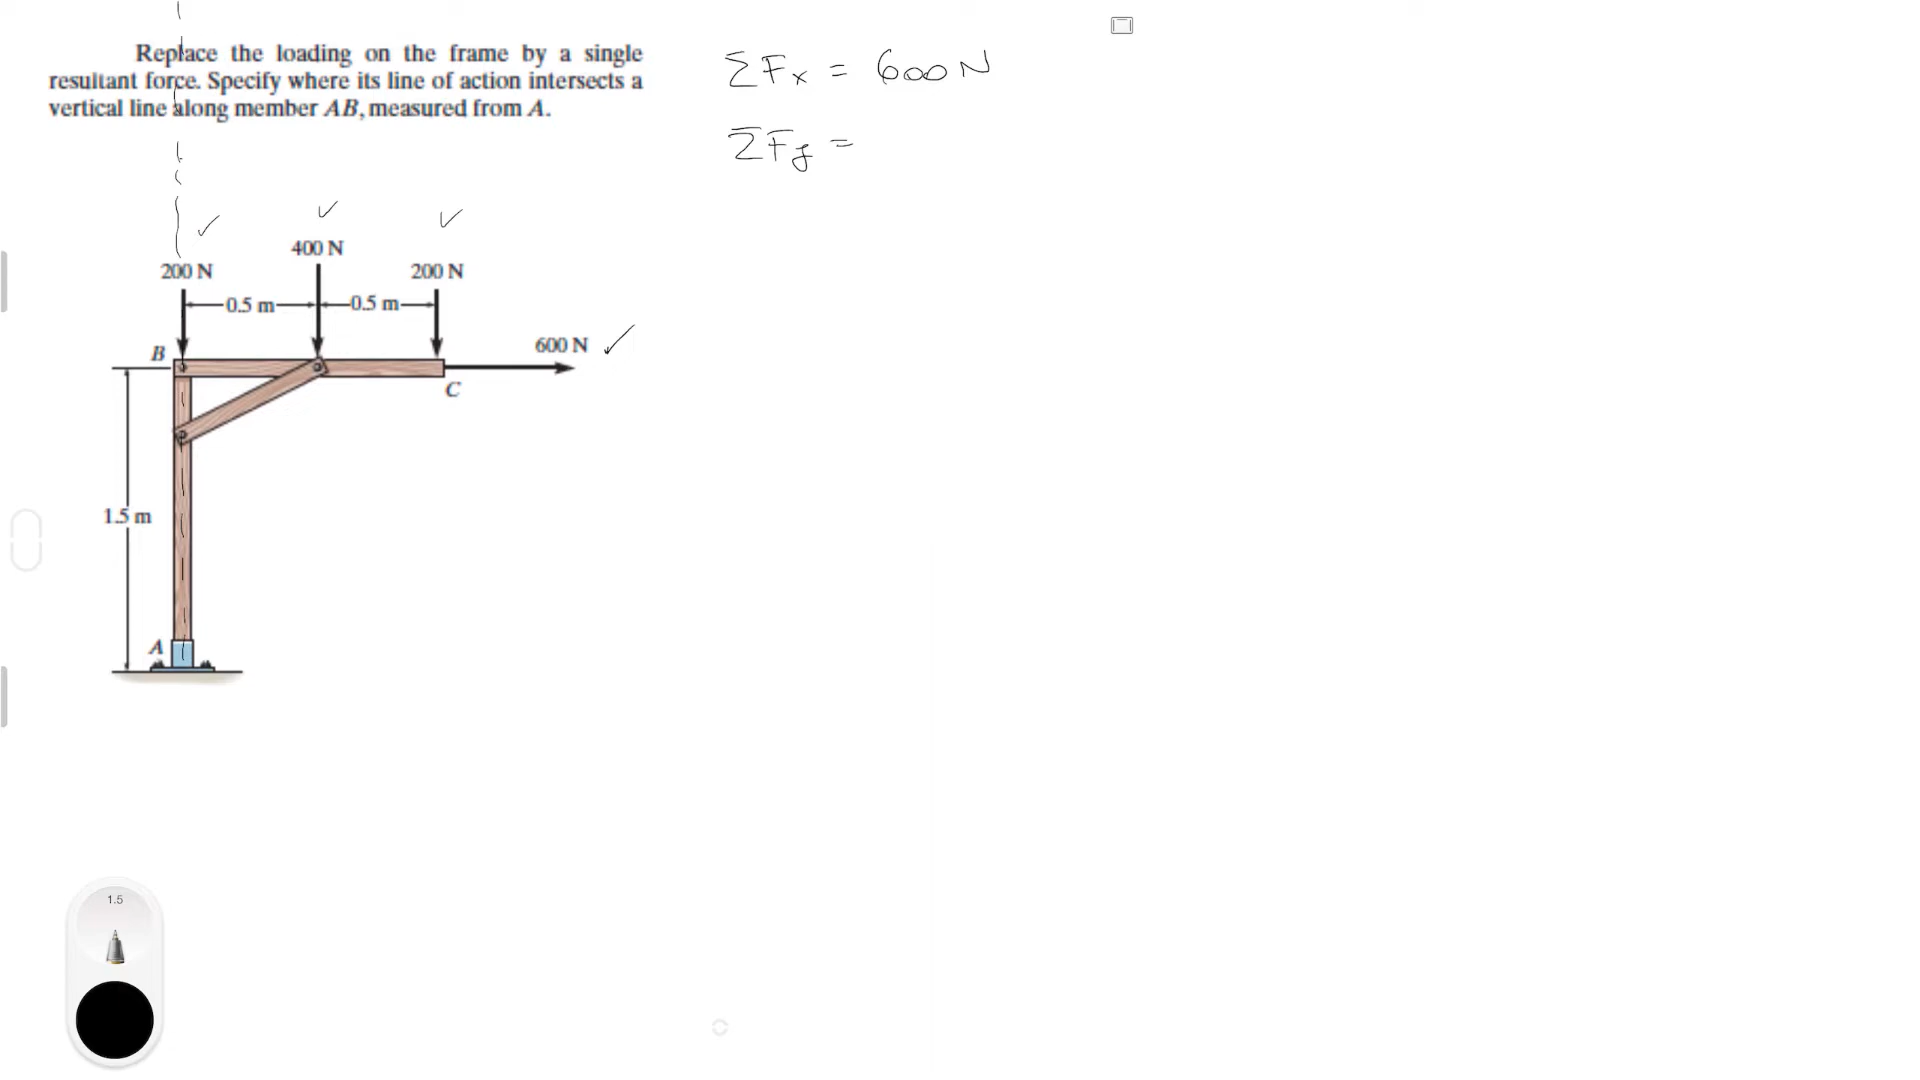 Replace the loading on the frame by a single
resultant force. Specify where its line of action intersects a
vertical line along member AB, measured from A.
ΣFx = 600 N
ΣFy =
400 N
200 N
200 N
0.5 m
0.5 m
600 N
B
C
1.5 m
A
1.5